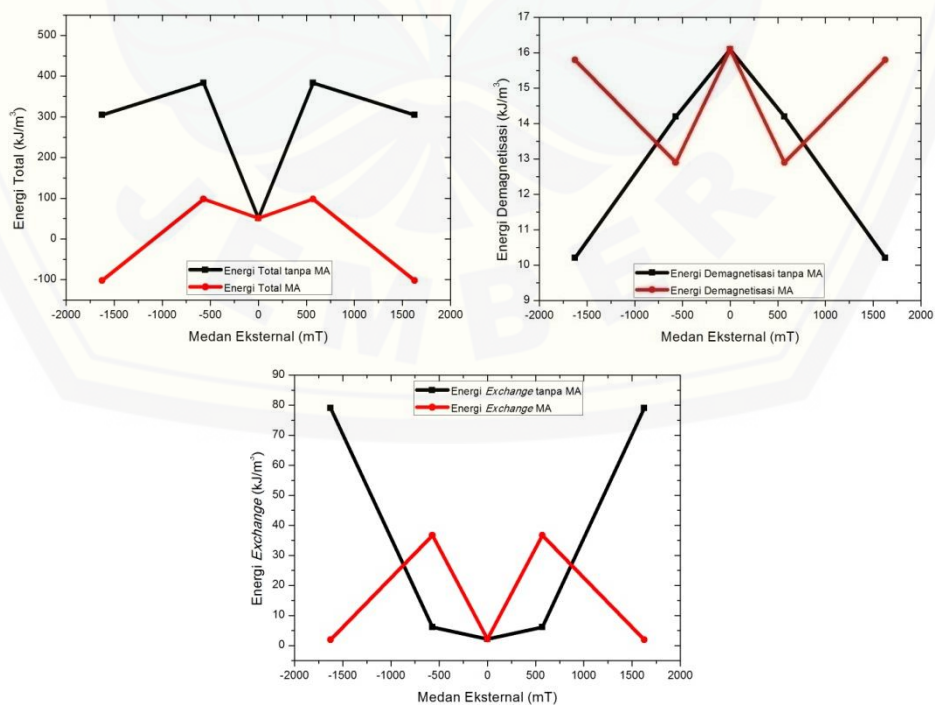 500
400
300
200
100
0
-100
Energi Total (kJ/m³)
Energi Total tanpa MA
Energi Total MA
-2000 -1500 -1000 -500 0 500 1000 1500 2000
Medan Eksternal (mT)
17
16
15
14
13
12
11
10
9
Energi Demagnetisasi (kJ/m³)
Energi Demagnetisasi tanpa MA
Energi Demagnetisasi MA
-2000 -1500 -1000 -500 0 500 1000 1500 2000
Medan Eksternal (mT)
JEMBER
90
80
70
60
50
40
30
20
10
0
Energi Exchange (kJ/m³)
Energi Exchange tanpa MA
Energi Exchange MA
-2000 -1500 -1000 -500 0 500 1000 1500 2000
Medan Eksternal (mT)